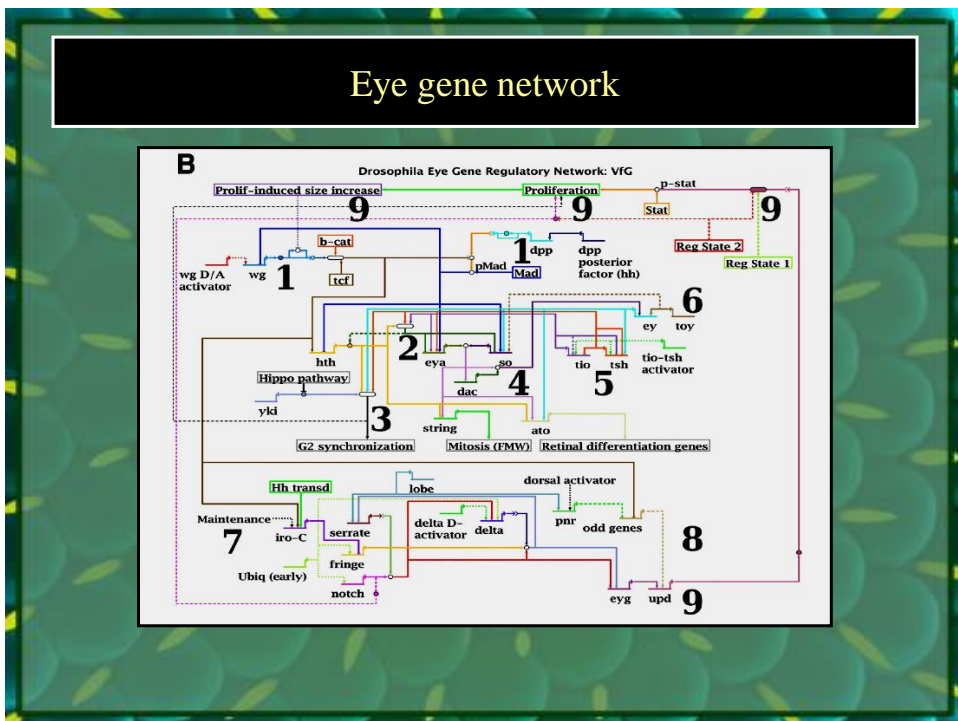 Eye gene network
B
Drosophila Eye Gene Regulatory Network: VfG
Prolif-induced size increase
Proliferation
p-stat
9
9
Stat
9
b-cat
Reg State 2
Reg State 1
wg D/A
activator
wg
1
tcf
pMad
Mad
1
dpp
dpp
posterior
factor (hh)
6
ey
toy
hth
2
eya
so
tio
tsh
tio-tsh
activator
Hippo pathway
dac
4
5
yki
3
string
ato
G2 synchronization
Mitosis (FMW)
Retinal differentiation genes
Hh transd
lobe
dorsal activator
Maintenance
7
iro-C
serrate
delta D-
activator
delta
pnr
odd genes
8
Ubiq (early)
fringe
notch
eyg
upd
9